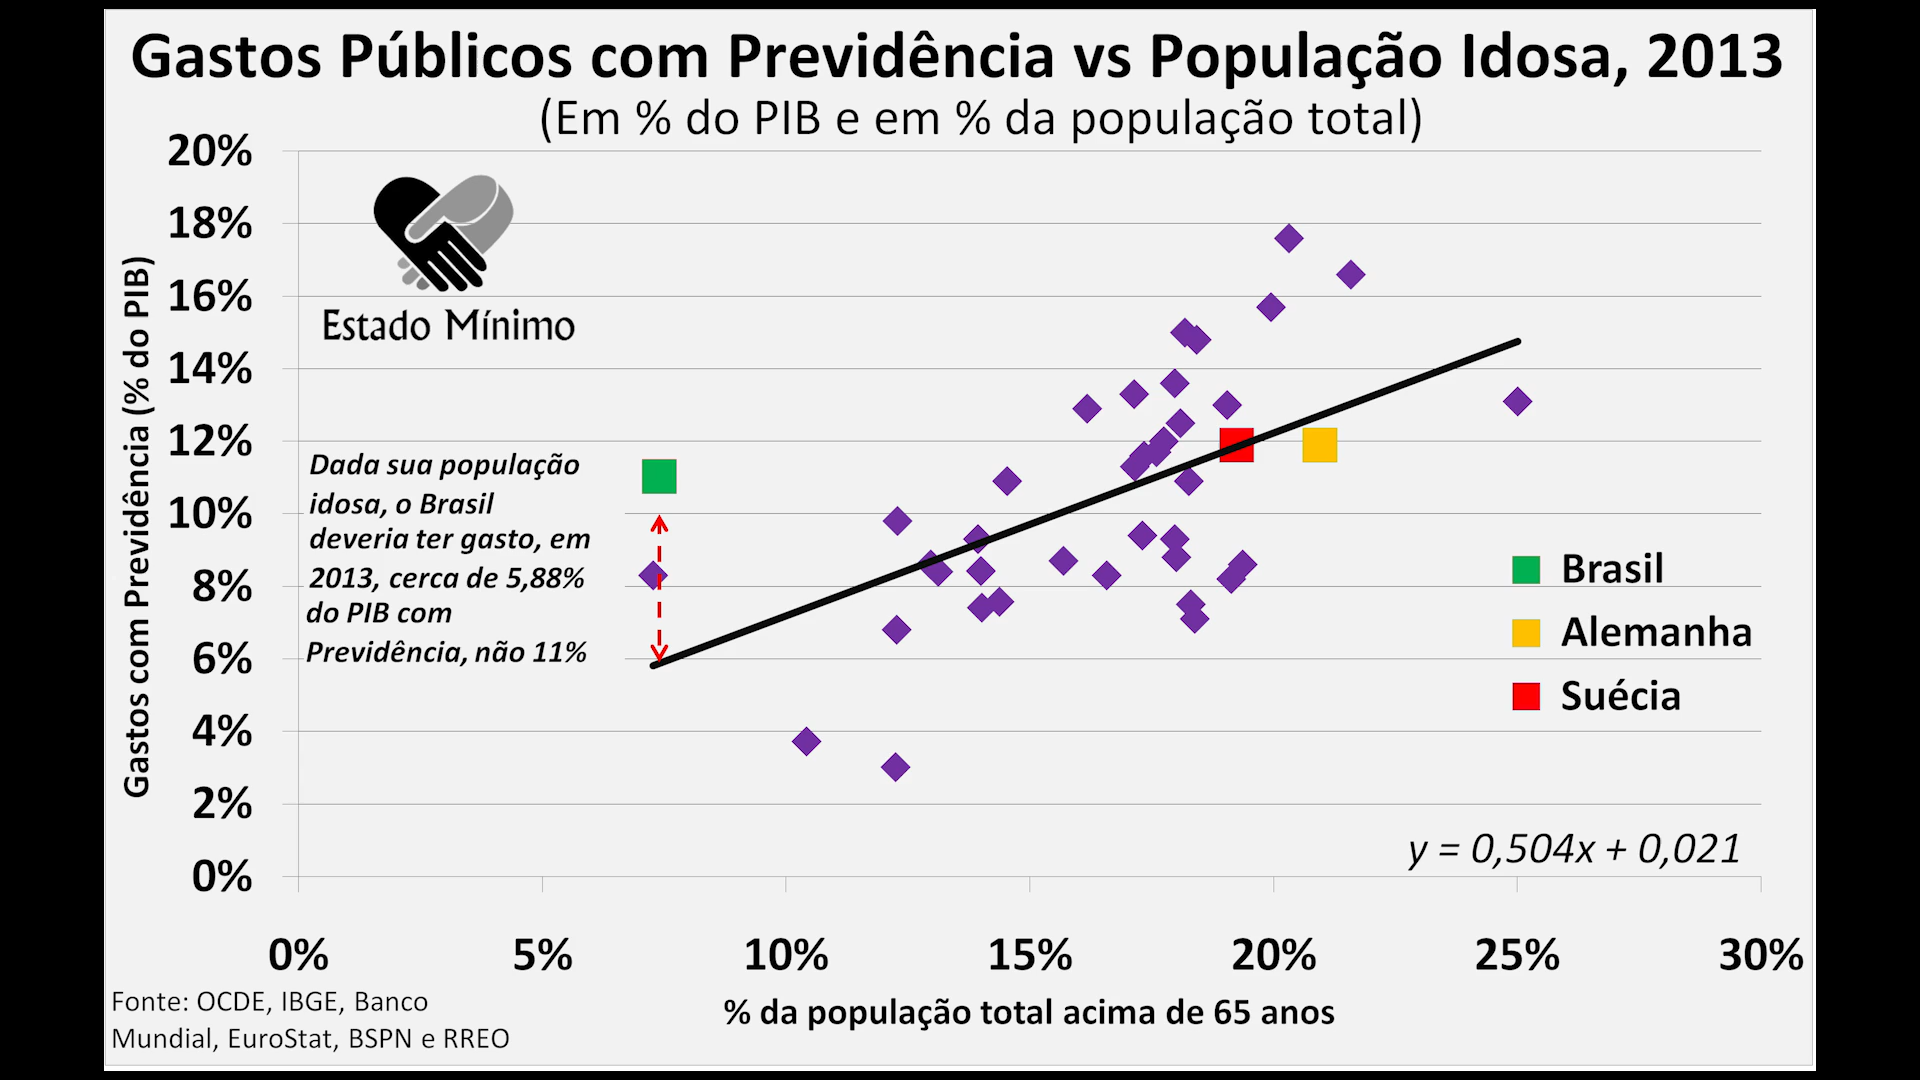 Gastos Públicos com Previdência vs População Idosa, 2013
(Em % do PIB e em % da população total)
20%
18%
16%
14%
12%
10%
8%
6%
4%
2%
0%
Gastos com Previdência (% do PIB)
Estado Mínimo
Dada sua população
idosa, o Brasil
deveria ter gasto, em
2013, cerca de 5,88%
do PIB com
Previdência, não 11%
Brasil
Alemanha
Suécia
y = 0,504x + 0,021
0%
5%
10%
15%
20%
25%
30%
% da população total acima de 65 anos
Fonte: OCDE, IBGE, Banco
Mundial, EuroStat, BSPN e RREO